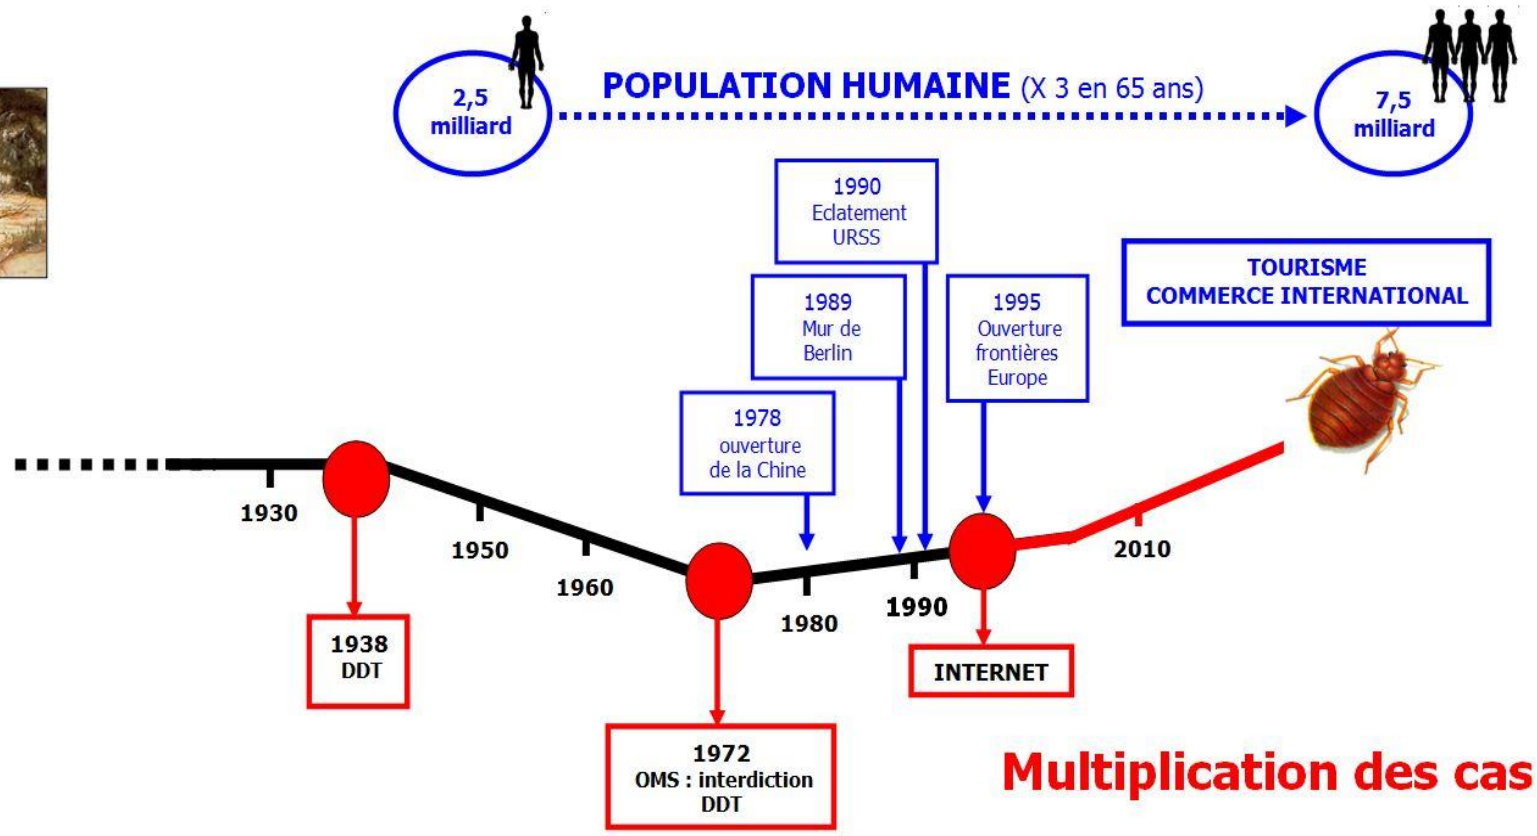 2,5
milliard
POPULATION HUMAINE (X 3 en 65 ans)
7,5
milliard
1990
Eclatement
URSS
TOURISME
COMMERCE INTERNATIONAL
1989
Mur de
Berlin
1995
Ouverture
frontières
Europe
1978
ouverture
de la Chine
1930
1950
1960
1980
1990
2010
1938
DDT
1972
OMS : interdiction
DDT
INTERNET
Multiplication des cas